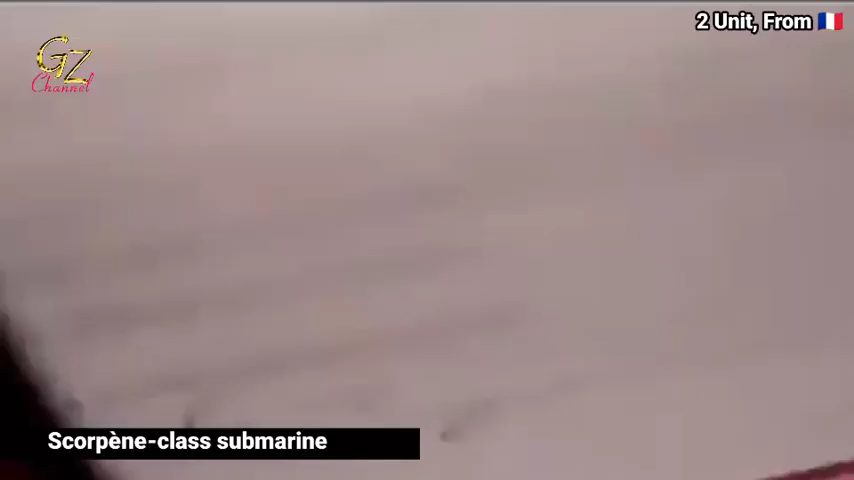 2 Unit, From 🇫🇷
GZ
Channel
Scorpène-class submarine